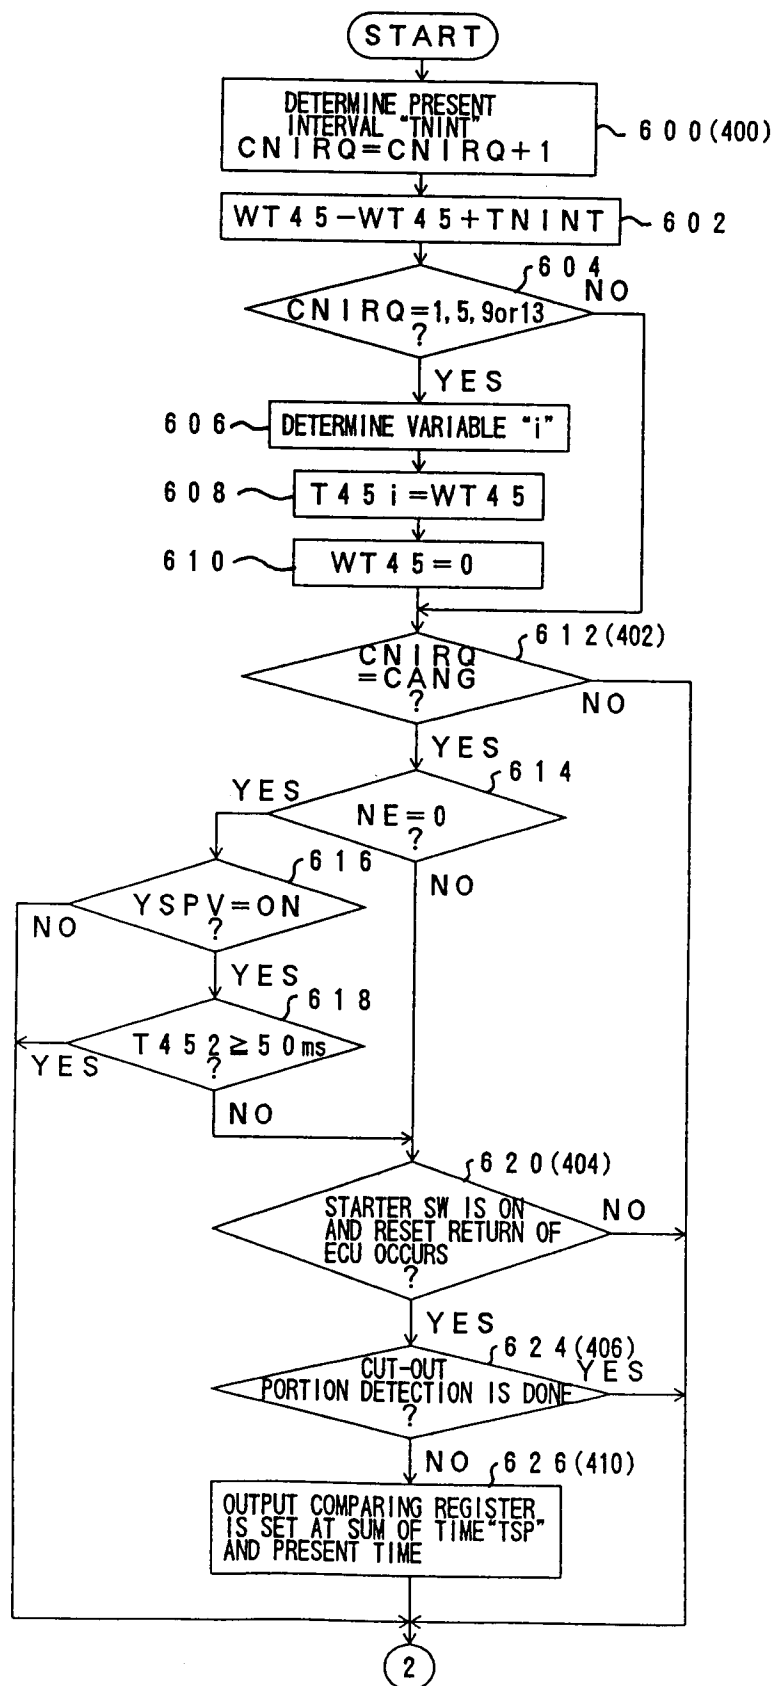 START
DETERMINE PRESENT
INTERVAL "TNINT"
CNIRQ=CNIRQ+1
600(400)
WT45-WT45+TNINT
602
604
NO
CNIRQ=1,5,9or13
?
YES
606
DETERMINE VARIABLE "i"
608
T45i=WT45
610
WT45=0
612(402)
CNIRQ
=CANG
?
NO
YES
614
YES
NE=0
?
616
NO
YSPV=ON
?
NO
YES
618
T452≧50ms
?
YES
NO
620(404)
STARTER SW IS ON
AND RESET RETURN OF
ECU OCCURS
?
NO
YES
624(406)
YES
CUT-OUT
PORTION DETECTION IS DONE
?
NO
626(410)
OUTPUT COMPARING REGISTER
IS SET AT SUM OF TIME"TSP"
AND PRESENT TIME
2